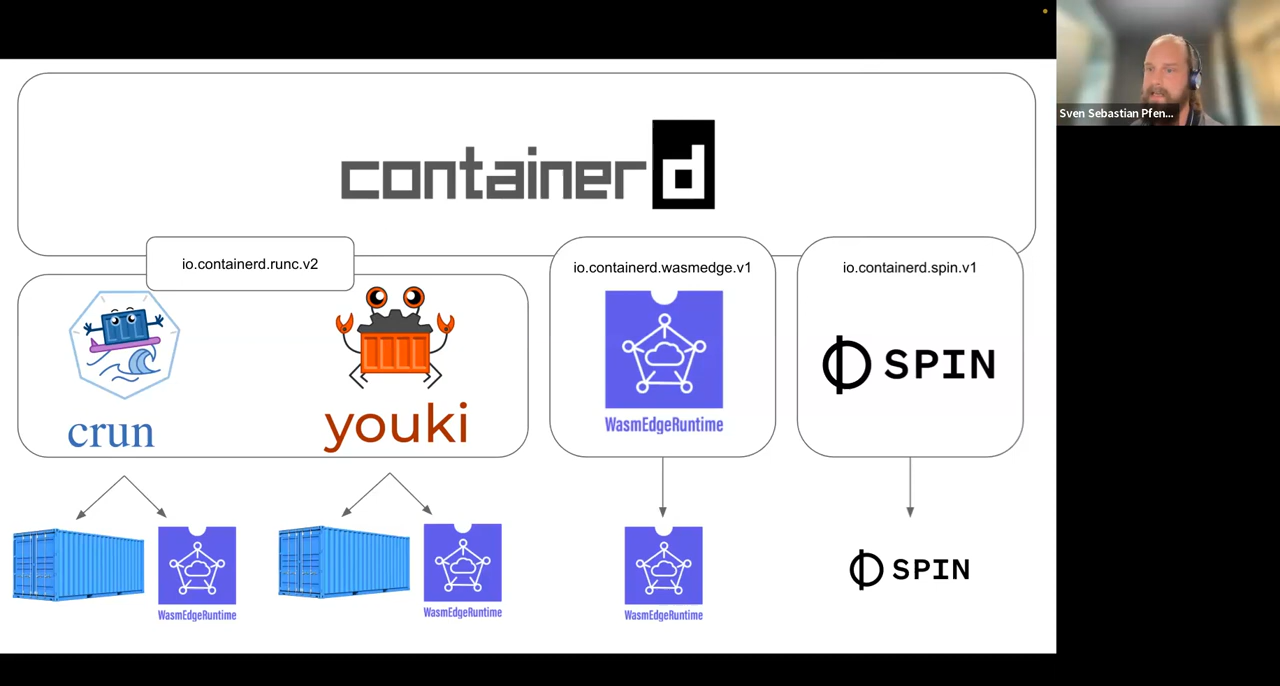 containerd
Sven Sebastian Pfen...
io.containerd.runc.v2
io.containerd.wasmedge.v1
io.containerd.spin.v1
crun
youki
WasmEdgeRuntime
SPIN
WasmEdgeRuntime
WasmEdgeRuntime
WasmEdgeRuntime
SPIN